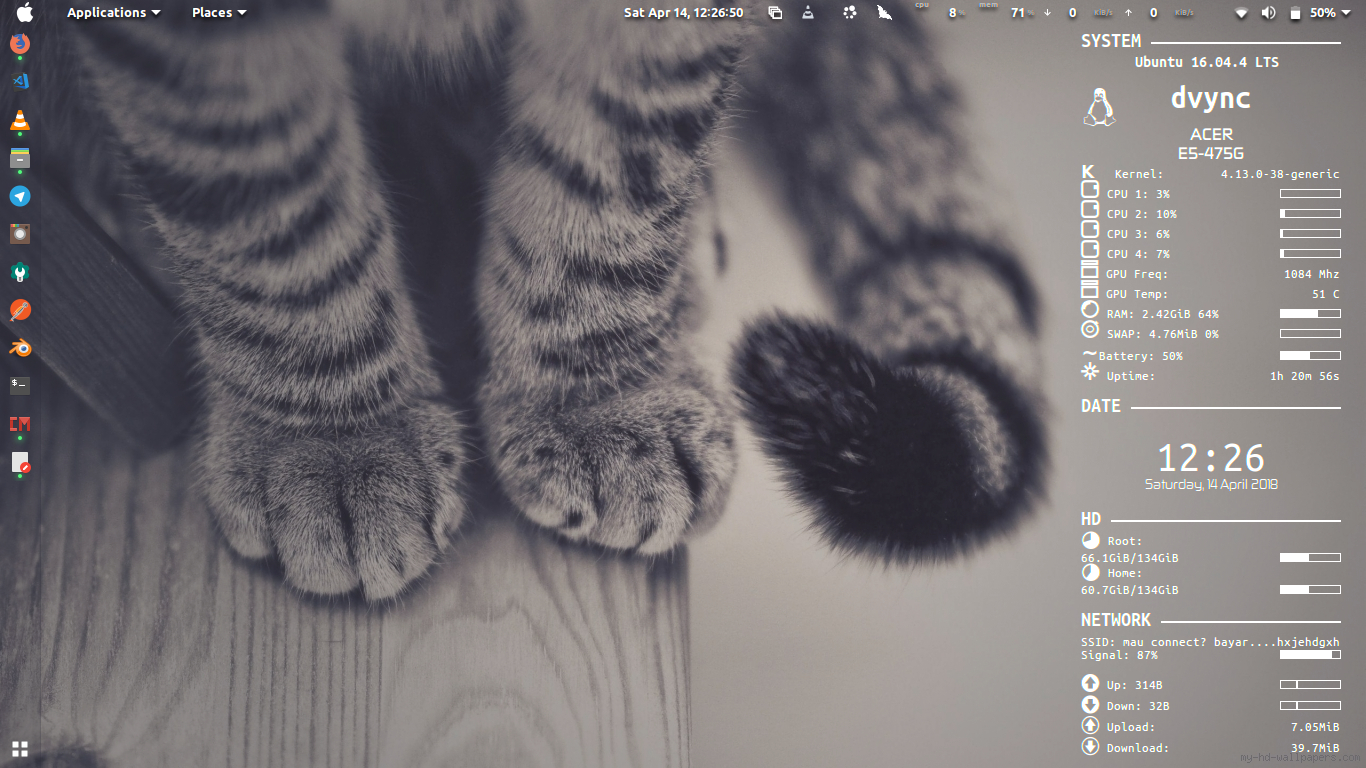 Applications Places Sat Apr 14, 12:26:50 cpu 8 % mem 71 % 0 KiB/s 0 KiB/s 50%
SYSTEM
Ubuntu 16.04.4 LTS
dvync
ACER
E5-475G
K Kernel: 4.13.0-38-generic
CPU 1: 3%
CPU 2: 10%
CPU 3: 6%
CPU 4: 7%
GPU Freq: 1084 Mhz
GPU Temp: 51 C
RAM: 2.42GiB 64%
SWAP: 4.76MiB 0%
~Battery: 50%
Uptime: 1h 20m 56s
DATE
12:26
Saturday, 14 April 2018
HD
Root:
66.1GiB/134GiB
Home:
60.7GiB/134GiB
NETWORK
SSID: mau connect? bayar....hxjehdgxh
Signal: 87%
Up: 314B
Down: 32B
Upload: 7.05MiB
Download: 39.7MiB
my-hd-wallpapers.com
$_
CM